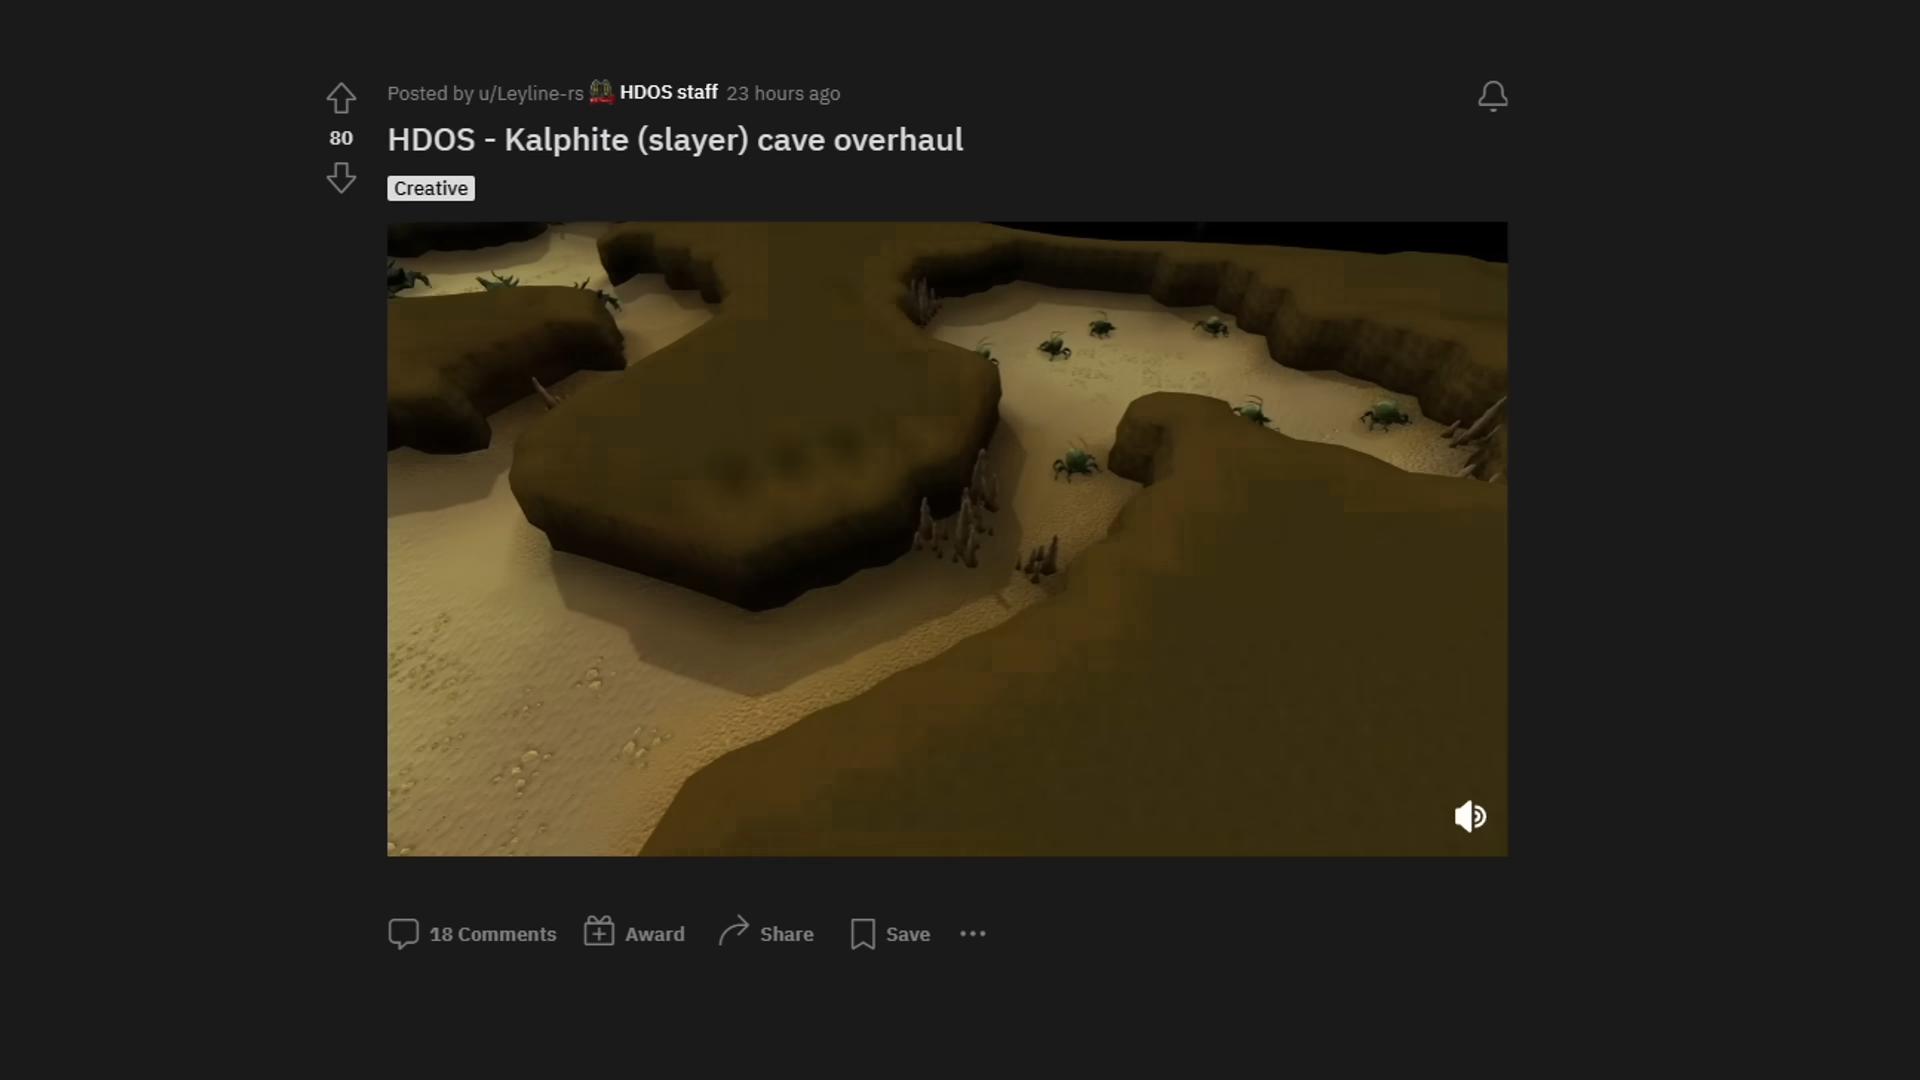 Posted by u/Leyline-rs HDOS staff 23 hours ago
80
HDOS - Kalphite (slayer) cave overhaul
Creative
18 Comments Award Share Save